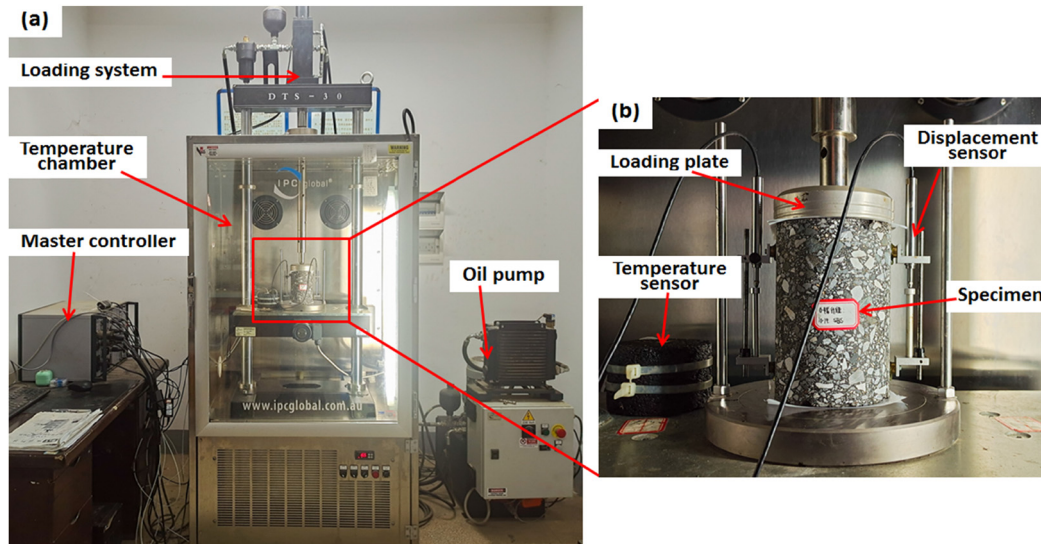 (a)
Loading system
DTS-30
Temperature
chamber
WARNING
IPCglobal
Master controller
Oil pump
www.ipcglobal.com.au
(b)
Displacement
sensor
Loading plate
Temperature
sensor
Specimen